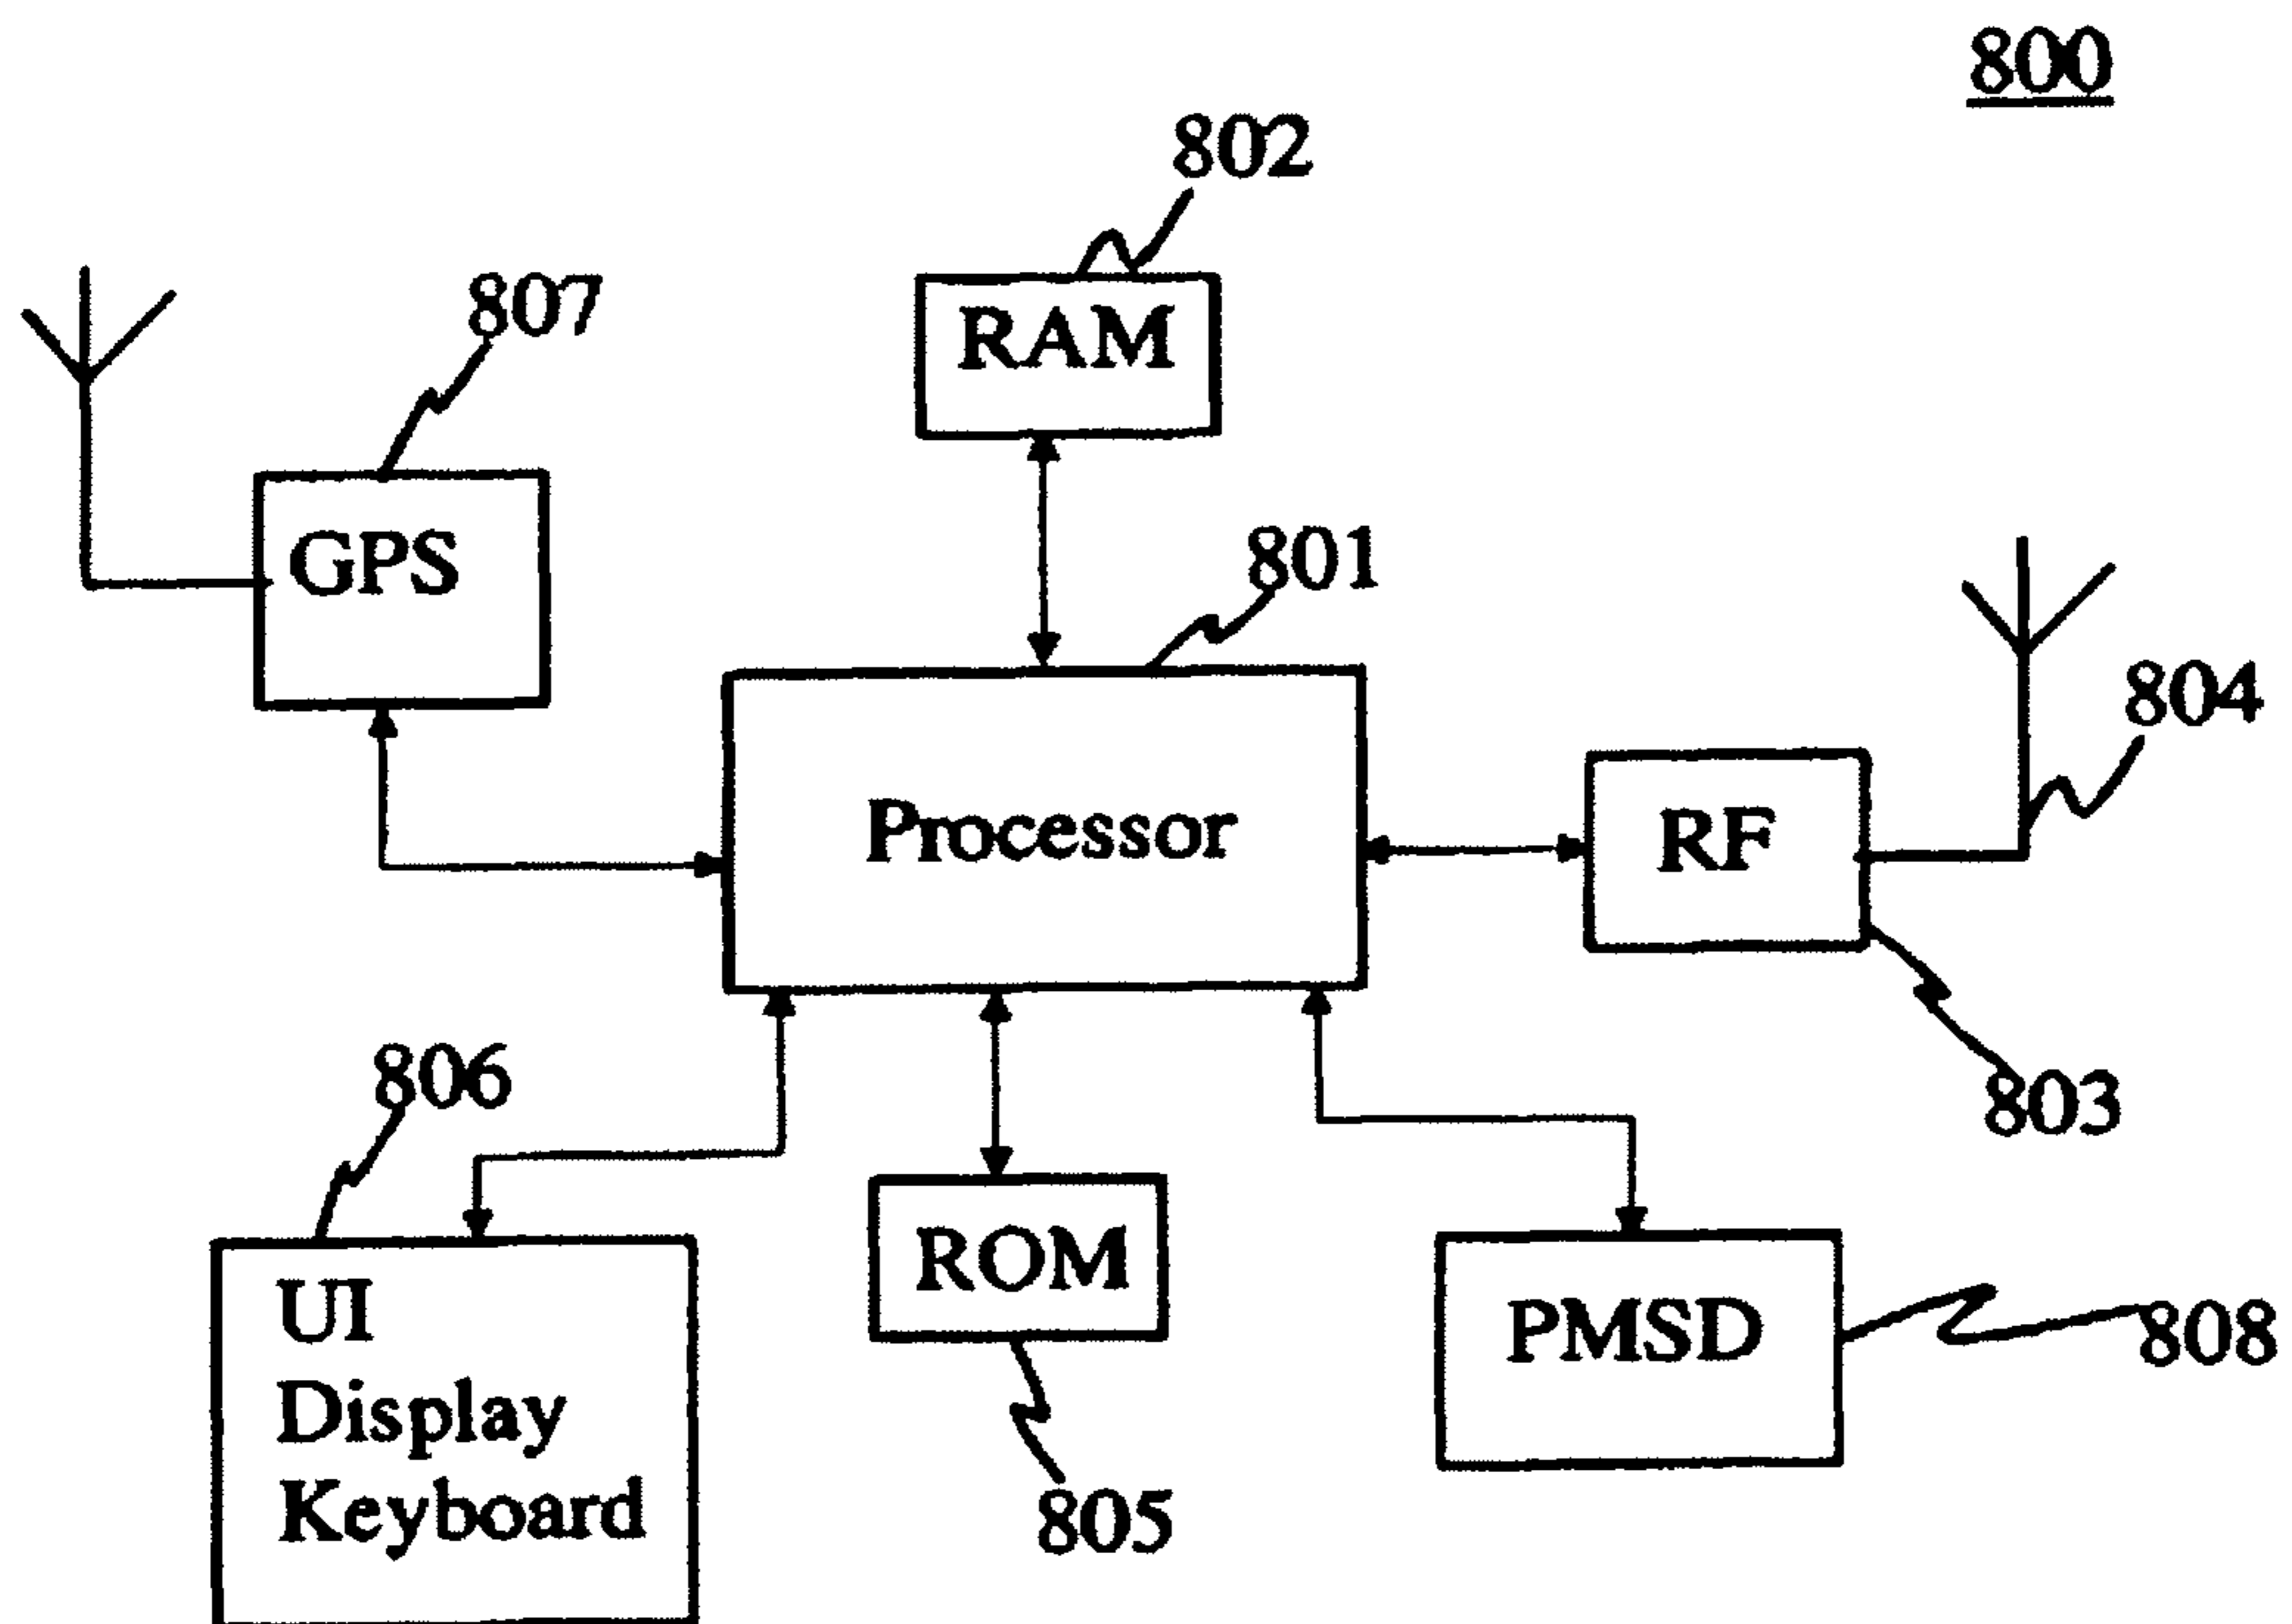 800
802
RAM
807
GPS
801
Processor
804
RF
803
806
UI
Display
Keyboard
ROM
805
PMSD
808